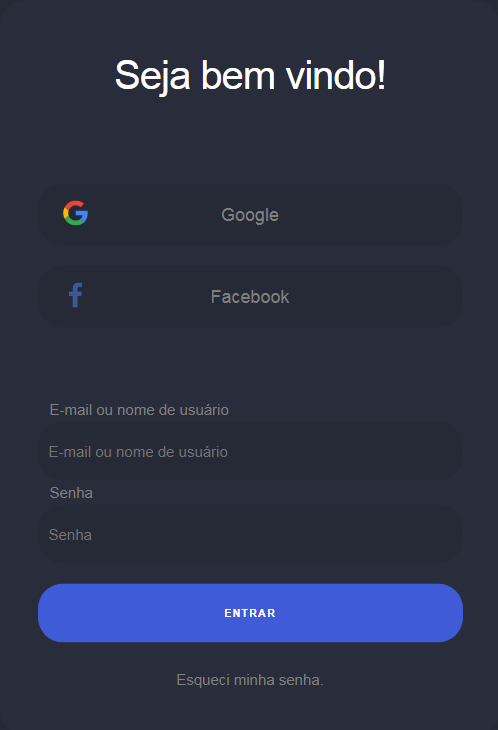 Seja bem vindo!
Google
Facebook
E-mail ou nome de usuário
E-mail ou nome de usuário
Senha
Senha
ENTRAR
Esqueci minha senha.